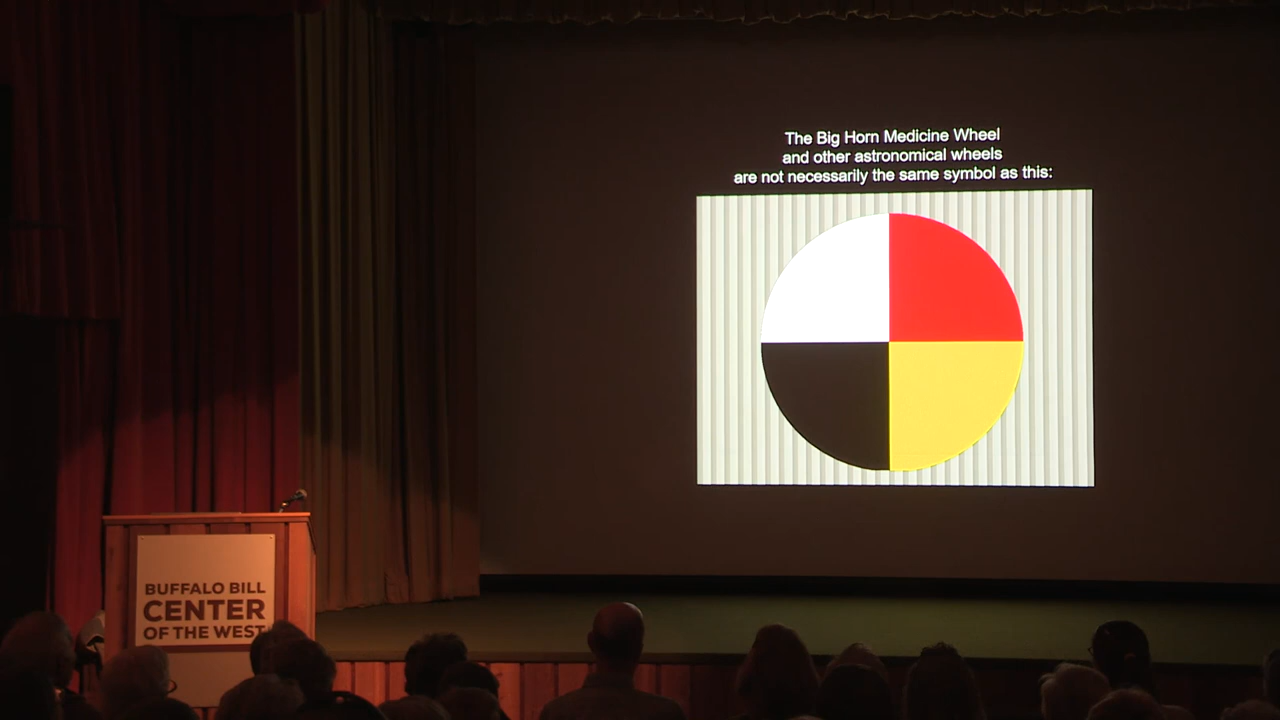 The Big Horn Medicine Wheel
and other astronomical wheels
are not necessarily the same symbol as this:
BUFFALO BILL
CENTER
OF THE WEST